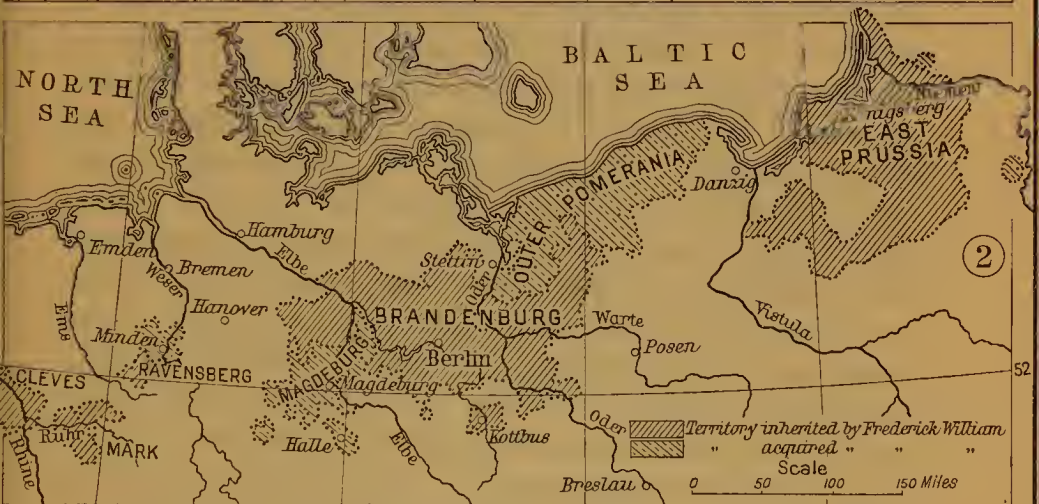 NORTH
SEA
BALTIC
SEA
Niemen
nigsberg
EAST
PRUSSIA
Danzig
OUTER POMERANIA
Hamburg
Emden
Bremen
Elbe
Stettin
Oder
2
Weser
Hanover
Ems
BRANDENBURG
Warte
Vistula
Minden
Berlin
Posen
RAVENSBERG
MAGDEBURG
Magdeburg
52
CLEVES
Ruhr
MARK
Rhine
Halle
Elbe
Kottbus
Oder
Breslau
Territory inherited by Frederick William
" acquired " " "
Scale
0 50 100 150 Miles